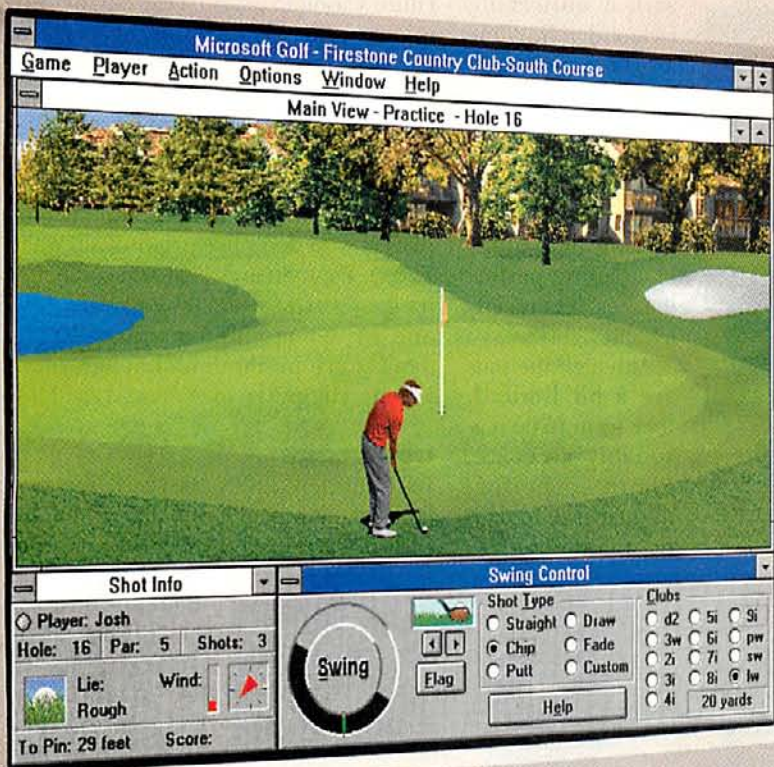 Microsoft Golf - Firestone Country Club-South Course
Game Player Action Options Window Help
Main View - Practice - Hole 16
Shot Info
Player: Josh
Hole: 16 Par: 5 Shots: 3
Lie: Wind:
Rough
To Pin: 29 feet Score:
Swing Control
Swing
Flag
Shot Type
Straight Draw
Chip Fade
Putt Custom
Help
Clubs
d2 5i 9i
3w 6i pw
2i 7i sw
3i 8i lw
4i 20 yards